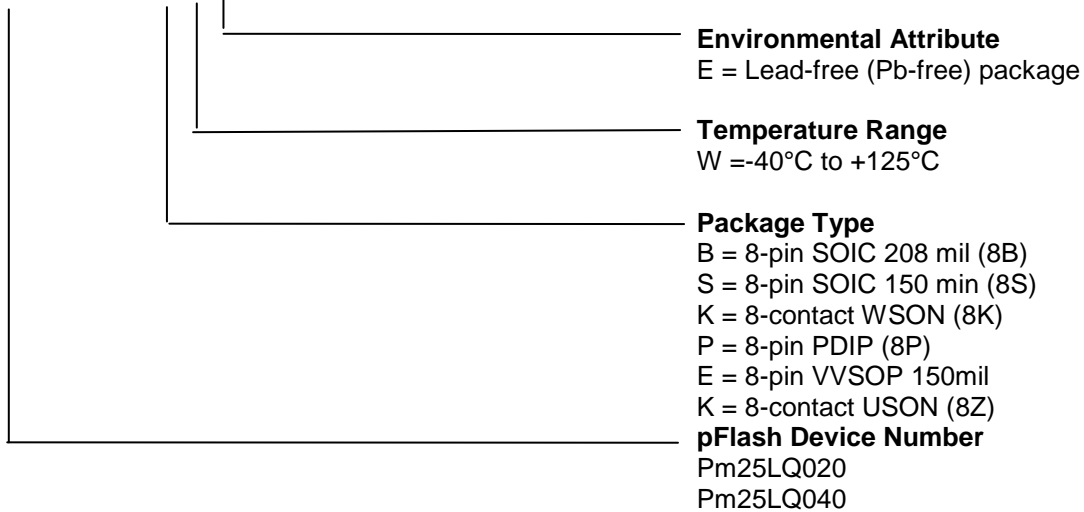 Environmental Attribute
E = Lead-free (Pb-free) package
Temperature Range
W =-40°C to +125°C
Package Type
B = 8-pin SOIC 208 mil (8B)
S = 8-pin SOIC 150 min (8S)
K = 8-contact WSON (8K)
P = 8-pin PDIP (8P)
E = 8-pin VVSOP 150mil
K = 8-contact USON (8Z)
pFlash Device Number
Pm25LQ020
Pm25LQ040